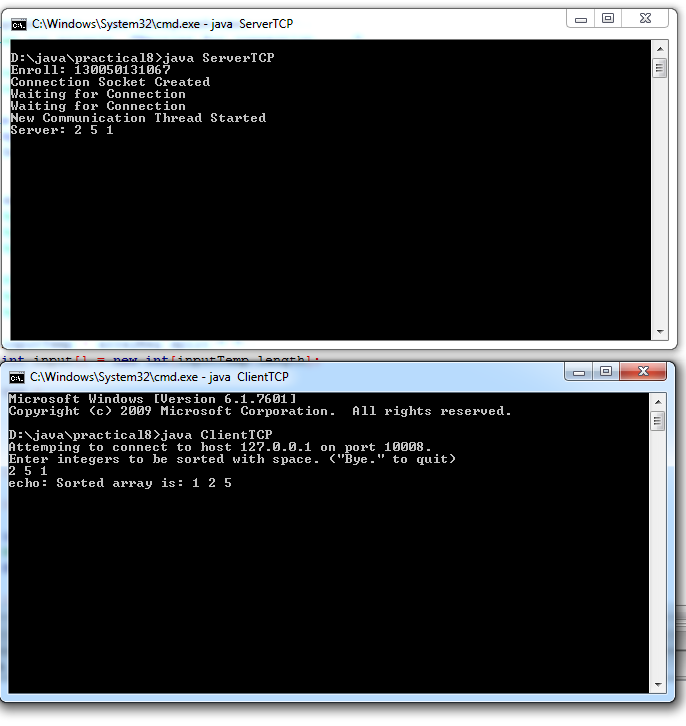 C:\Windows\System32\cmd.exe - java  ServerTCP
D:\java\practical8>java ServerTCP
Enroll: 130050131067
Connection Socket Created
Waiting for Connection
Waiting for Connection
New Communication Thread Started
Server: 2 5 1
int input[] = new int[inputTemp.length];
C:\Windows\System32\cmd.exe - java  ClientTCP
Microsoft Windows [Version 6.1.7601]
Copyright (c) 2009 Microsoft Corporation.  All rights reserved.
D:\java\practical8>java ClientTCP
Attemping to connect to host 127.0.0.1 on port 10008.
Enter integers to be sorted with space. ("Bye." to quit)
2 5 1
echo: Sorted array is: 1 2 5